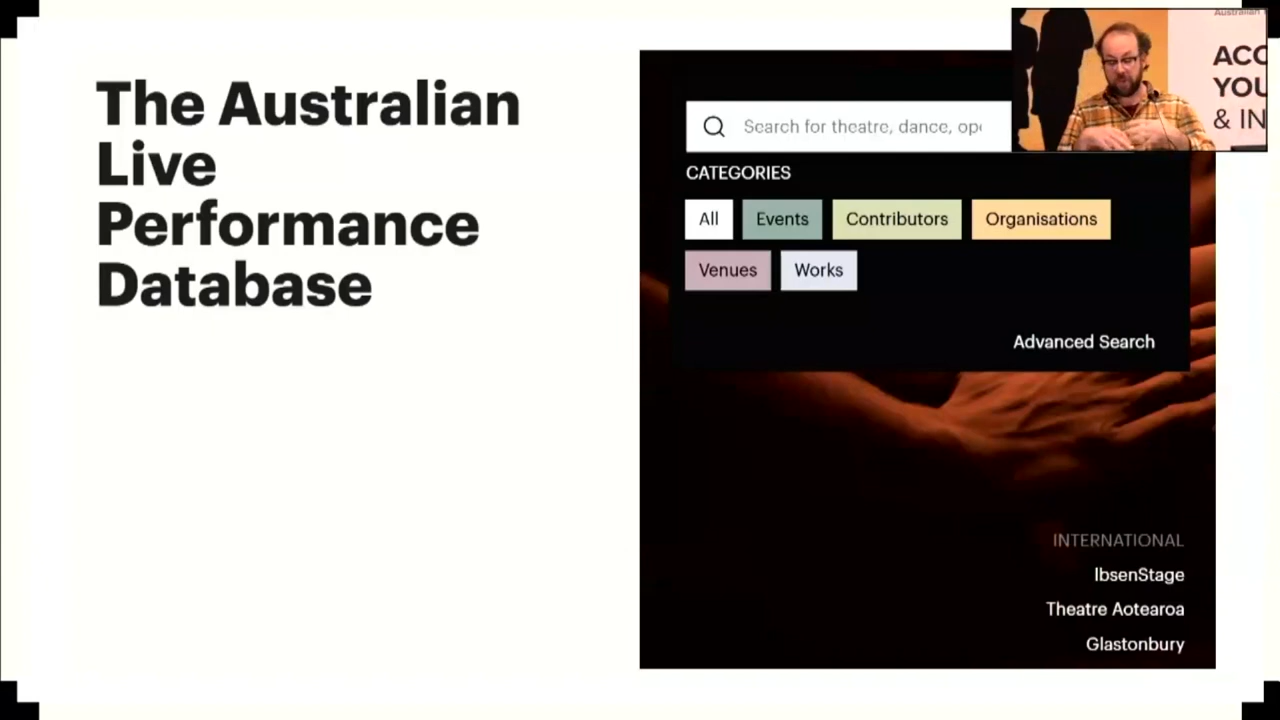 The Australian
Live
Performance
Database
Search for theatre, dance, op
CATEGORIES
All
Events
Contributors
Organisations
Venues
Works
Advanced Search
INTERNATIONAL
IbsenStage
Theatre Aotearoa
Glastonbury
Australian
ACC
YOU
& IN